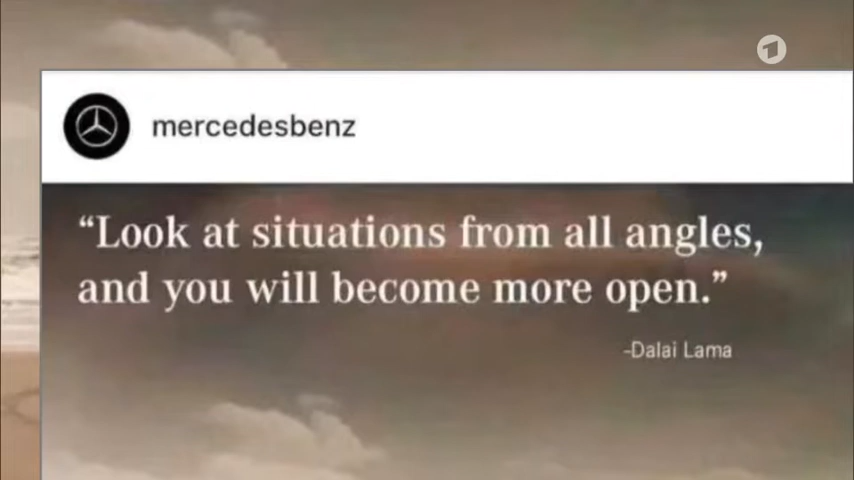 mercedesbenz
“Look at situations from all angles,
and you will become more open.”
-Dalai Lama